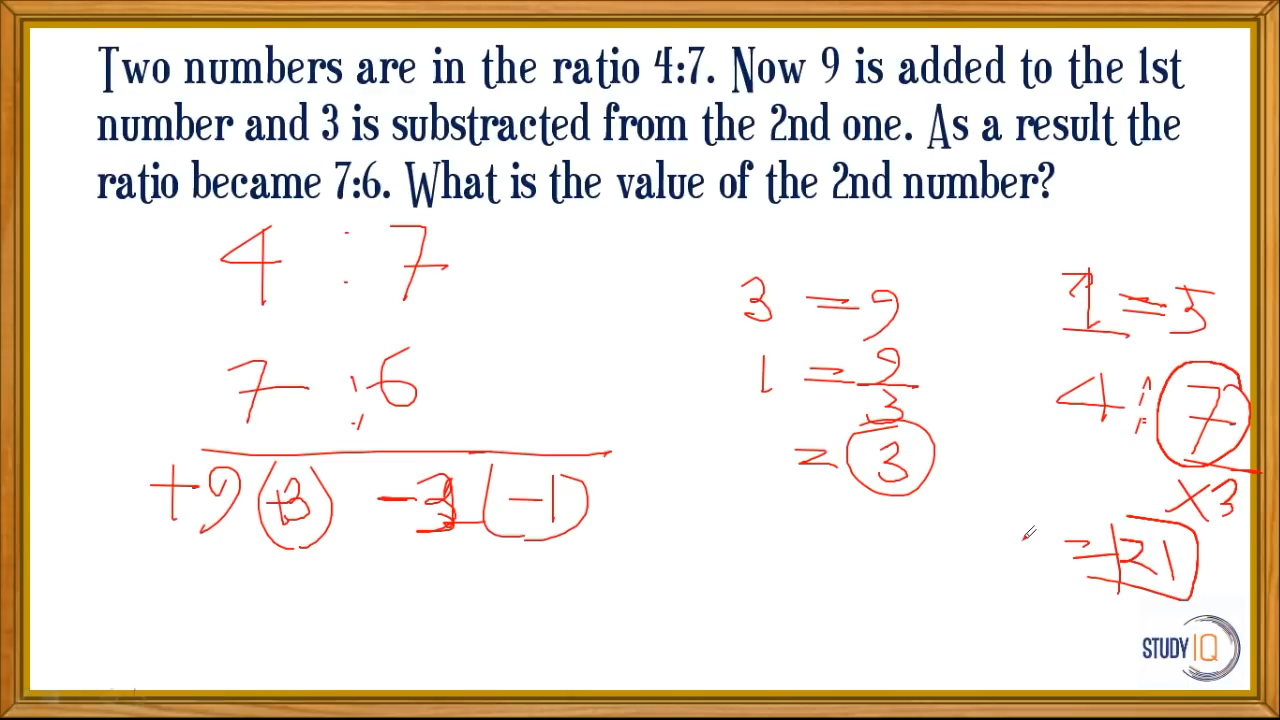 Two numbers are in the ratio 4:7. Now 9 is added to the 1st
number and 3 is substracted from the 2nd one. As a result the
ratio became 7:6. What is the value of the 2nd number?
4 : 7
7 : 6
+9 +3 -3 -1
3 = 9
1 = 9
3
= 3
1 = 3
4 : 7
×3
= 21
STUDY IQ